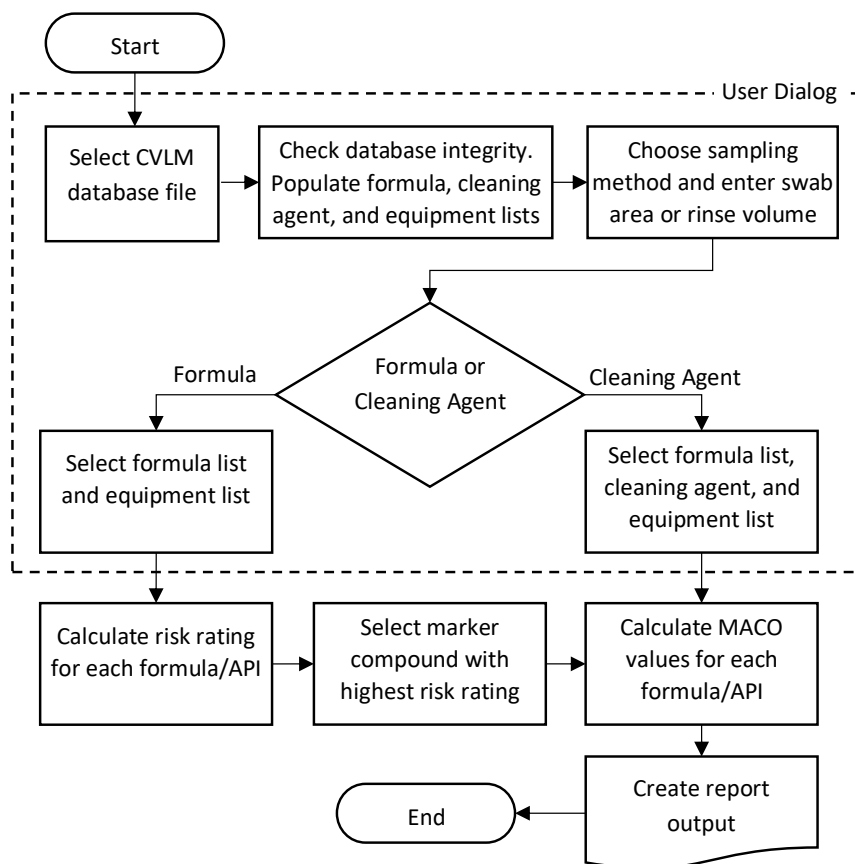 Start
User Dialog
Select CVLM
database file
Check database integrity.
Populate formula, cleaning
agent, and equipment lists
Choose sampling
method and enter swab
area or rinse volume
Formula or
Cleaning Agent
Formula
Cleaning Agent
Select formula list
and equipment list
Select formula list,
cleaning agent, and
equipment list
Calculate risk rating
for each formula/API
Select marker
compound with
highest risk rating
Calculate MACO
values for each
formula/API
Create report
output
End